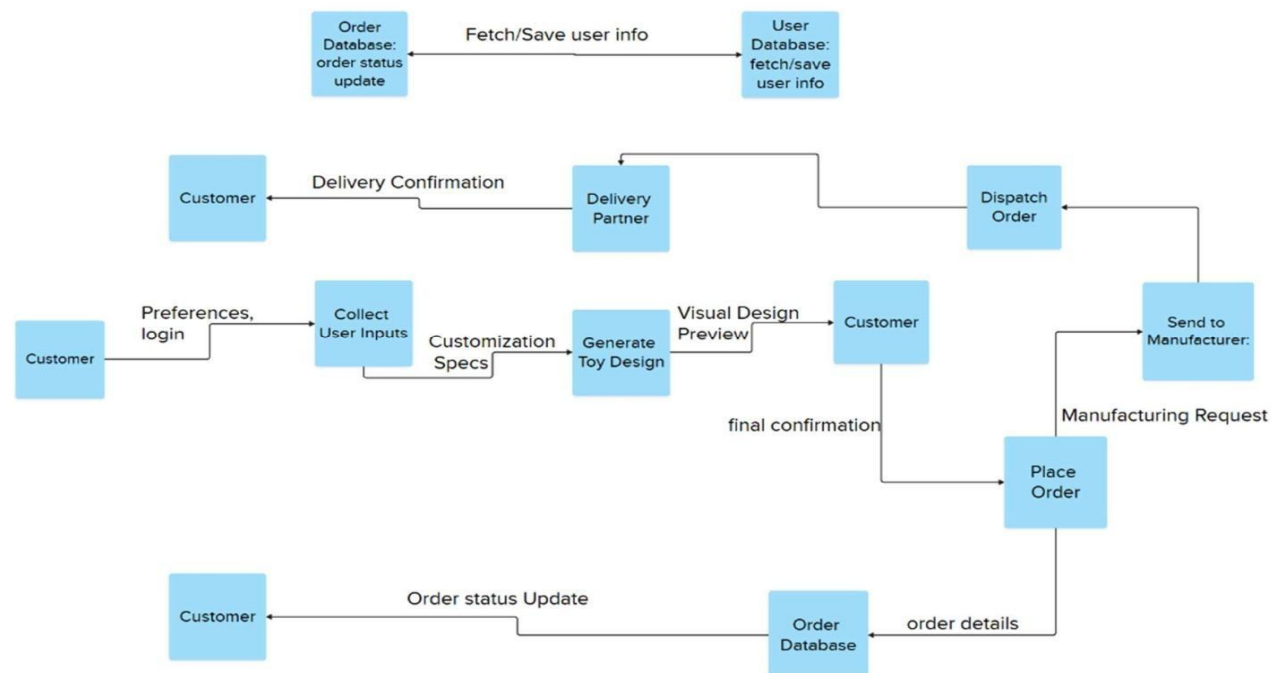 Order
Database:
order status
update
Fetch/Save user info
User
Database:
fetch/save
user info
Customer
Delivery Confirmation
Delivery
Partner
Dispatch
Order
Customer
Preferences,
login
Collect
User Inputs
Customization
Specs
Generate
Toy Design
Visual Design
Preview
Customer
Send to
Manufacturer:
final confirmation
Manufacturing Request
Place
Order
Customer
Order status Update
Order
Database
order details